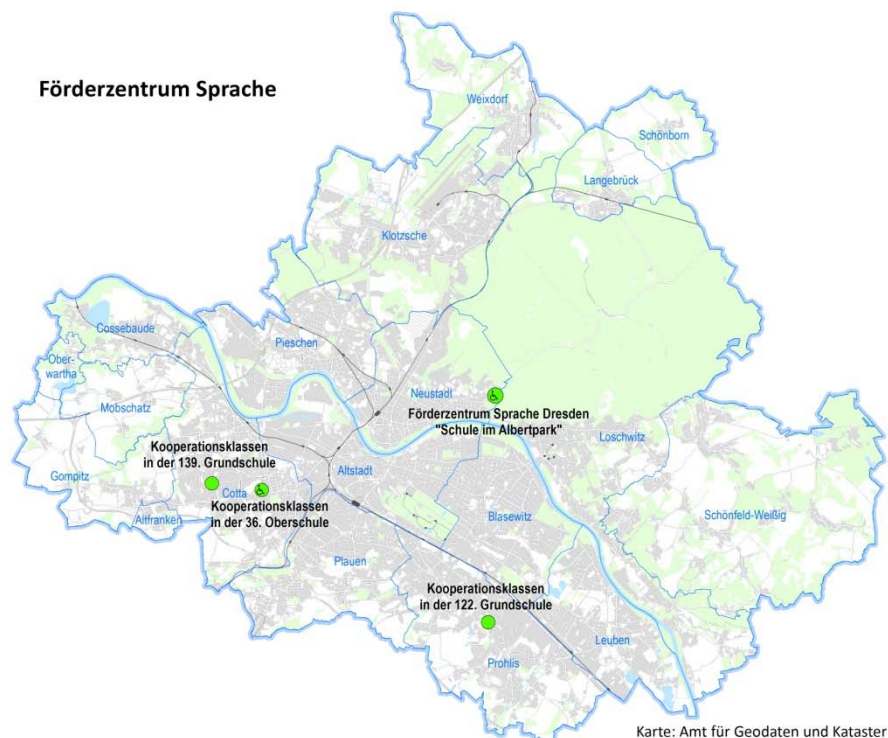 Förderzentrum Sprache
Weixdorf
Schönborn
Langebrück
Klotzsche
Cossebaude
Pieschen
Ober-
wartha
Mobschatz
Neustadt
Förderzentrum Sprache Dresden
"Schule im Albertpark"
Loschwitz
Kooperationsklassen
in der 139. Grundschule
Gompitz
Altstadt
Cotta
Kooperationsklassen
in der 36. Oberschule
Altfranken
Blasewitz
Schönfeld-Weißig
Plauen
Kooperationsklassen
in der 122. Grundschule
Leuben
Prohlis
Karte: Amt für Geodaten und Kataster